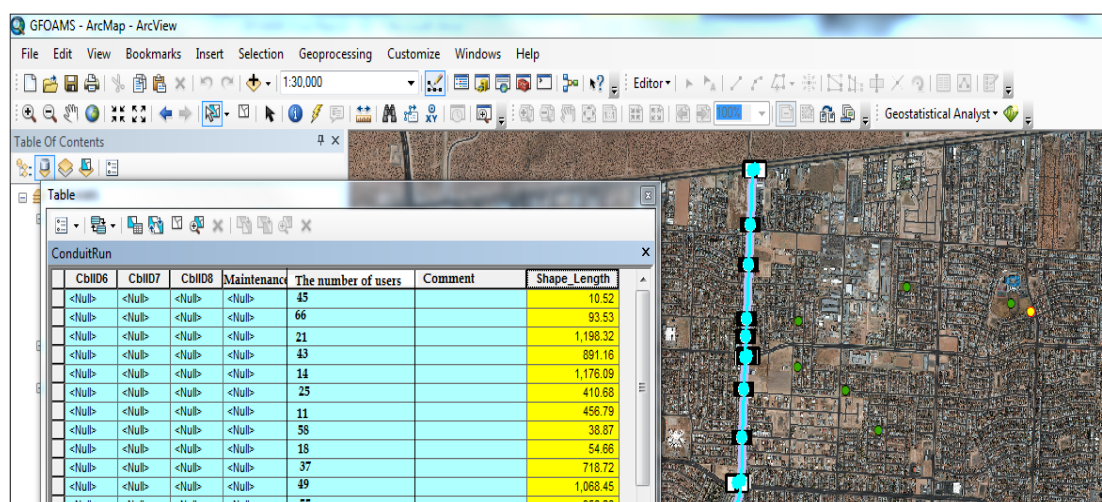 GFOAMS - ArcMap - ArcView
File Edit View Bookmarks Insert Selection Geoprocessing Customize Windows Help
1:30,000 Editor
100% Geostatistical Analyst
Table Of Contents
Table
ConduitRun
CblID6 CblID7 CblID8 Maintenance The number of users Comment Shape_Length
<Null> <Null> <Null> <Null> 45 10.52
<Null> <Null> <Null> <Null> 66 93.53
<Null> <Null> <Null> <Null> 21 1,198.32
<Null> <Null> <Null> <Null> 43 891.16
<Null> <Null> <Null> <Null> 14 1,176.09
<Null> <Null> <Null> <Null> 25 410.68
<Null> <Null> <Null> <Null> 11 456.79
<Null> <Null> <Null> <Null> 58 38.87
<Null> <Null> <Null> <Null> 18 54.66
<Null> <Null> <Null> <Null> 37 718.72
<Null> <Null> <Null> <Null> 49 1,068.45